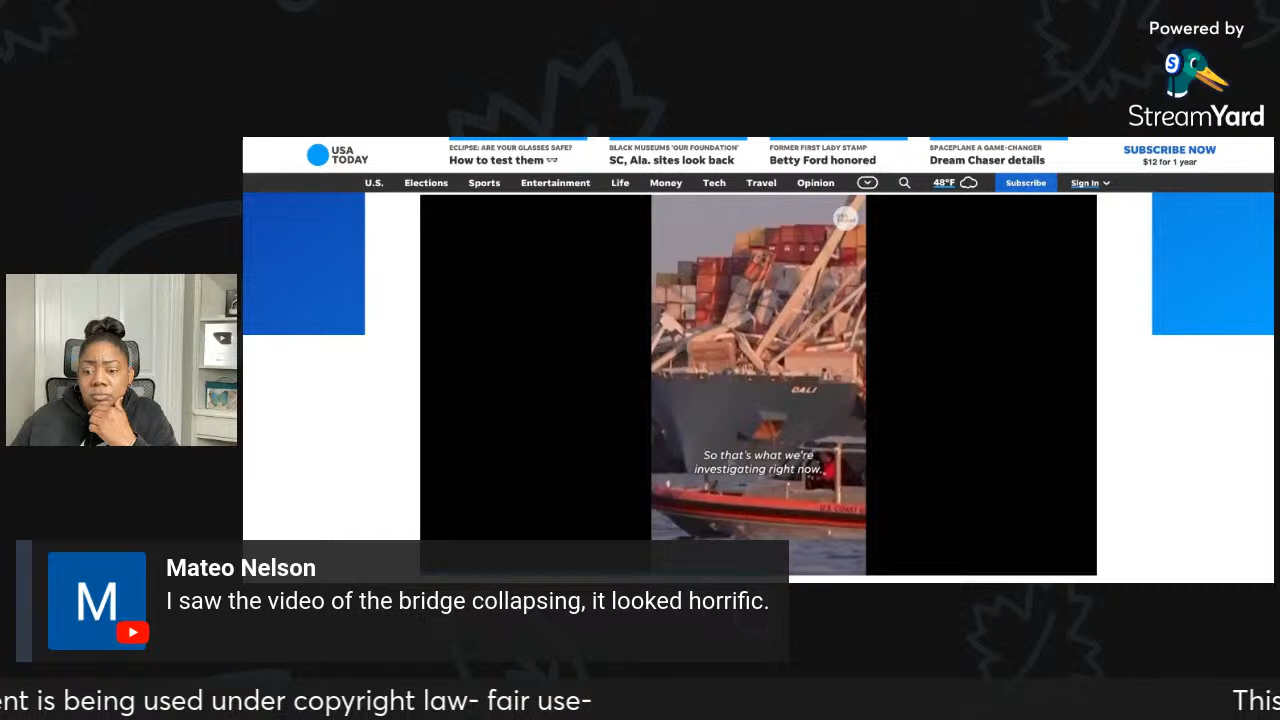 Powered by
StreamYard
USA
TODAY
ECLIPSE: ARE YOUR GLASSES SAFE?
How to test them
BLACK MUSEUMS 'OUR FOUNDATION'
SC, Ala. sites look back
FORMER FIRST LADY STAMP
Betty Ford honored
SPACEPLANE A GAME-CHANGER
Dream Chaser details
SUBSCRIBE NOW
$12 for 1 year
U.S. Elections Sports Entertainment Life Money Tech Travel Opinion 48°F Subscribe Sign In
USA
TODAY
DALI
So that's what we're
investigating right now.
U.S. COAST
Mateo Nelson
M
I saw the video of the bridge collapsing, it looked horrific.
nt is being used under copyright law- fair use-
This